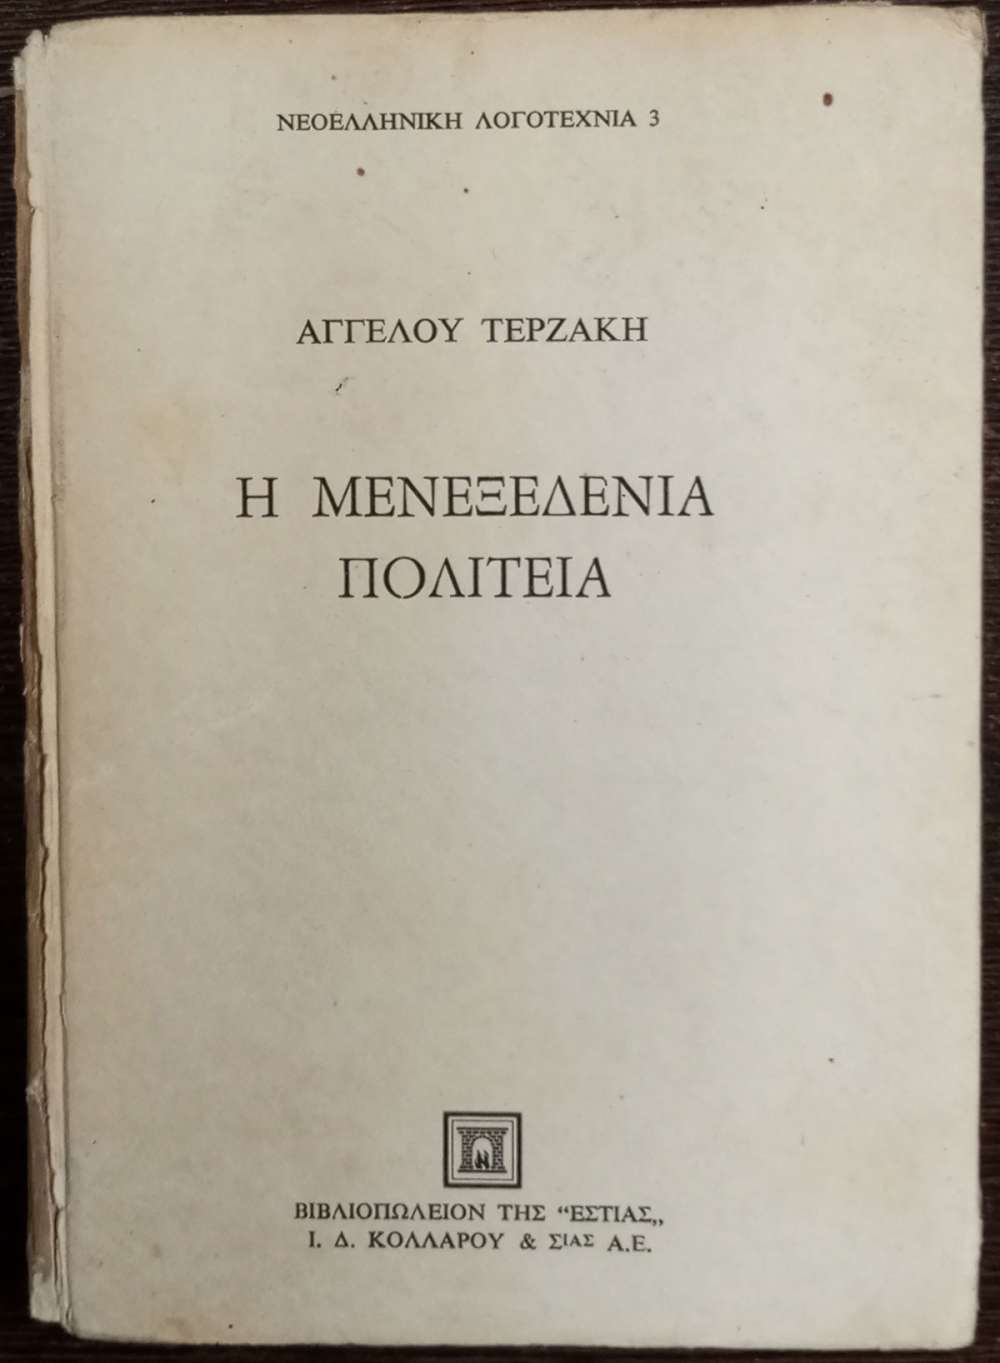 ΝΕΟΕΛΛΗΝΙΚΗ ΛΟΓΟΤΕΧΝΙΑ 3
ΑΓΓΕΛΟΥ ΤΕΡΖΑΚΗ
Η ΜΕΝΕΞΕΔΕΝΙΑ
ΠΟΛΙΤΕΙΑ
ΒΙΒΛΙΟΠΩΛΕΙΟΝ ΤΗΣ “ΕΣΤΙΑΣ„
Ι. Δ. ΚΟΛΛΑΡΟΥ & ΣΙΑΣ Α.Ε.